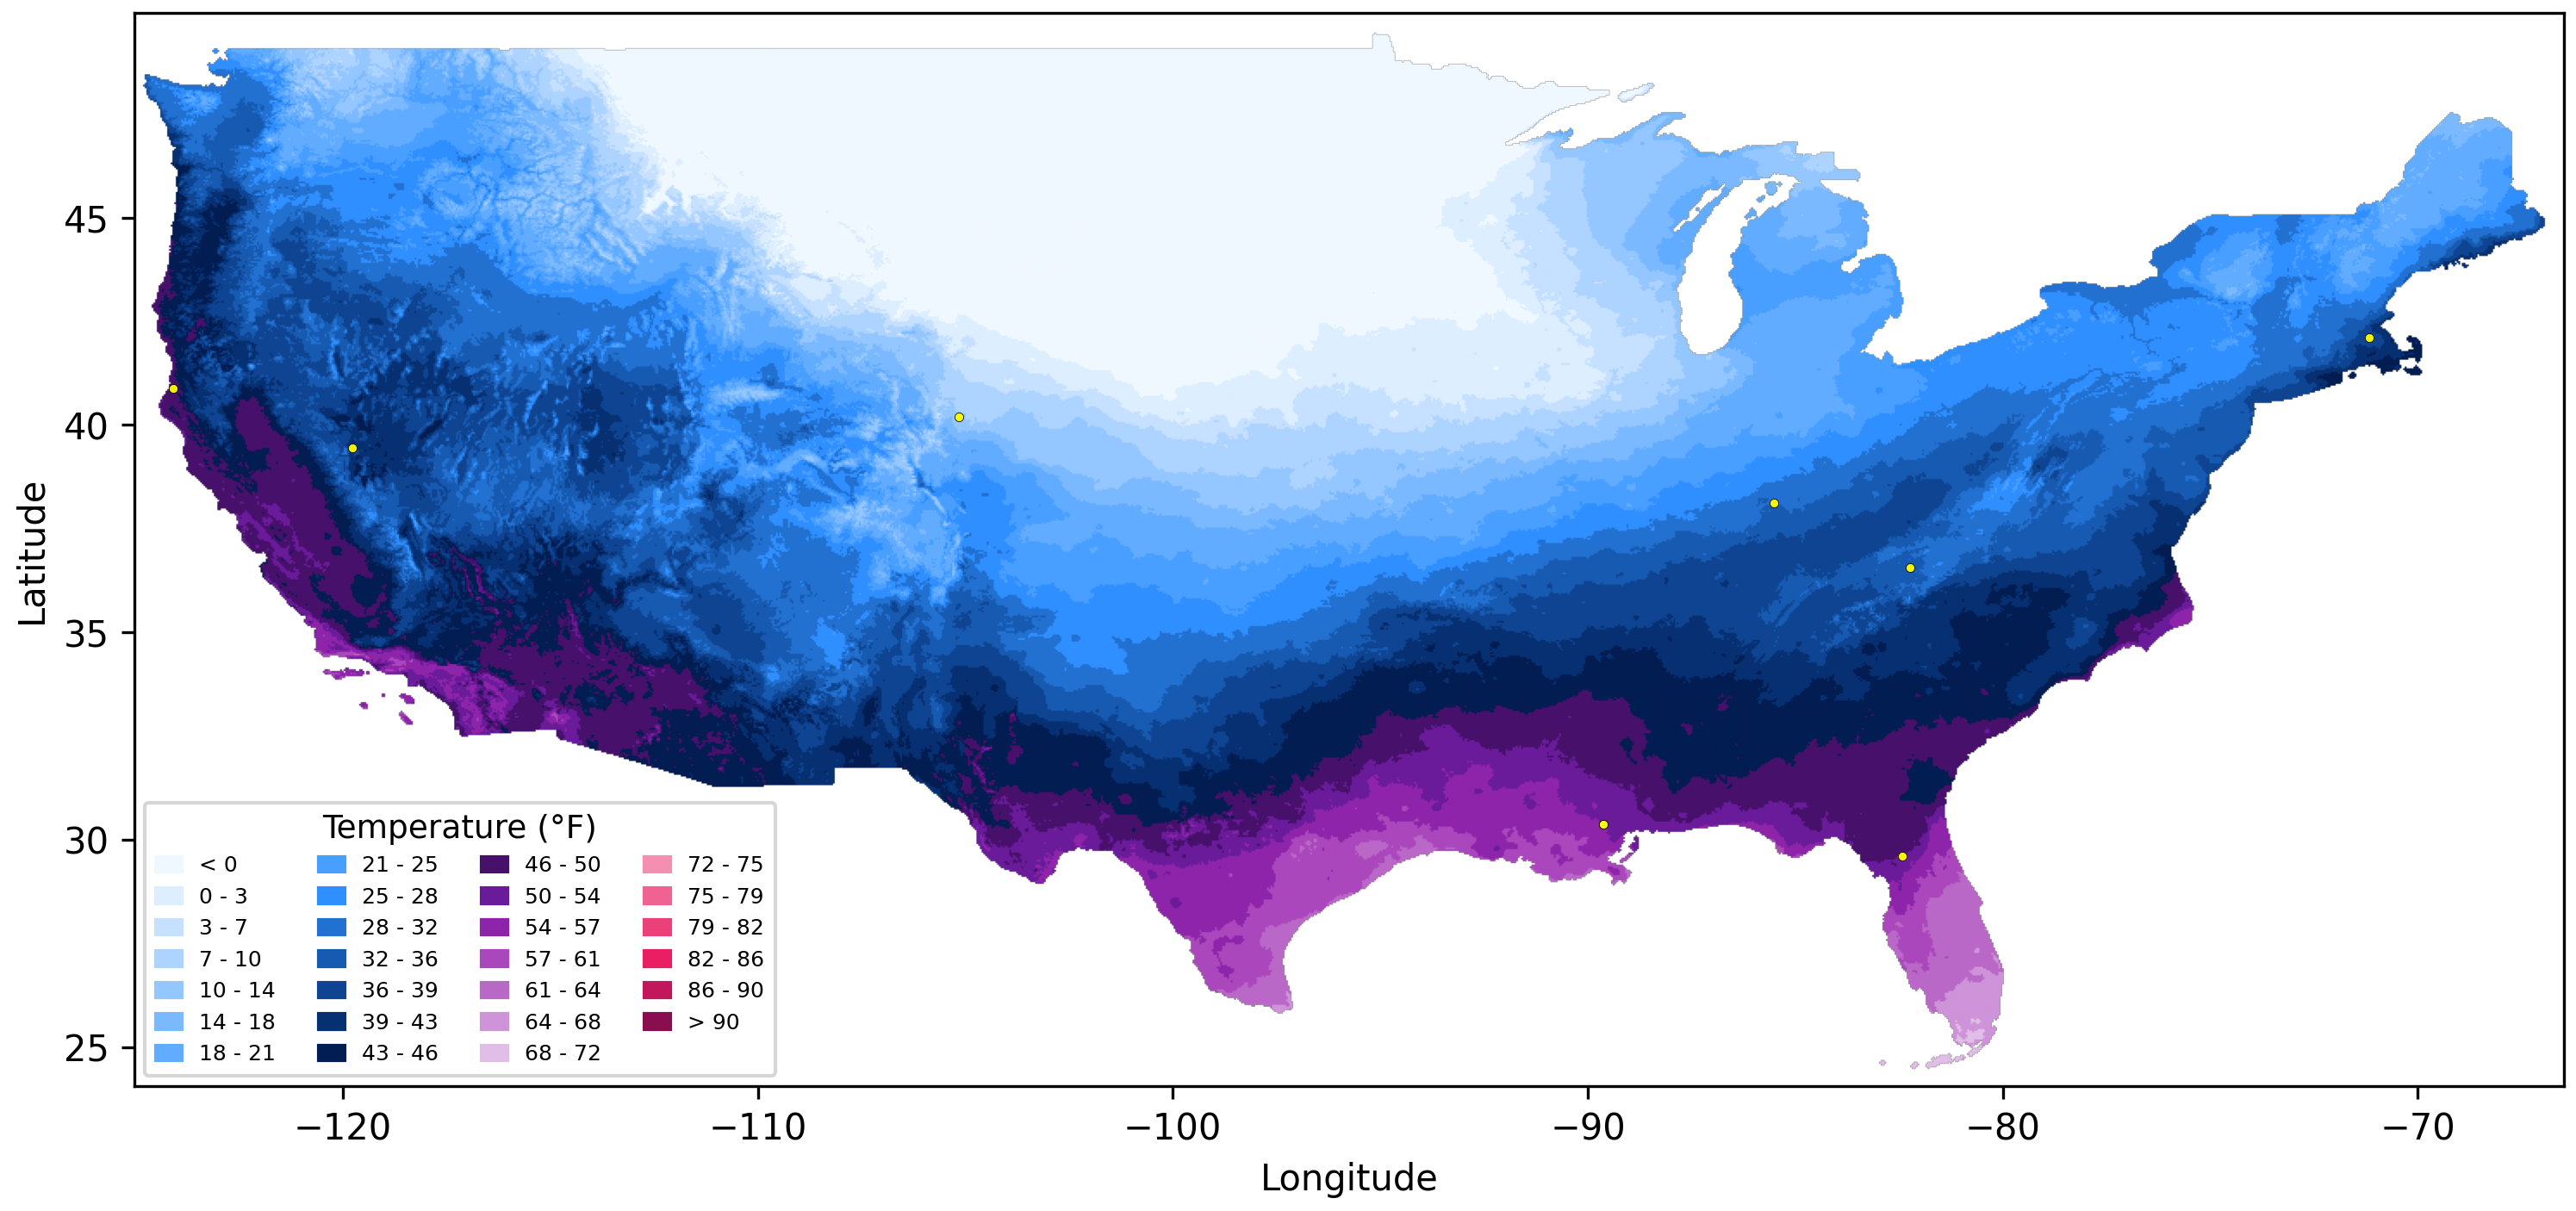 45
40
35
30
25
Latitude
Temperature (°F)
< 0
0 - 3
3 - 7
7 - 10
10 - 14
14 - 18
18 - 21
21 - 25
25 - 28
28 - 32
32 - 36
36 - 39
39 - 43
43 - 46
46 - 50
50 - 54
54 - 57
57 - 61
61 - 64
64 - 68
68 - 72
72 - 75
75 - 79
79 - 82
82 - 86
86 - 90
> 90
−120 −110 −100 −90 −80 −70
Longitude